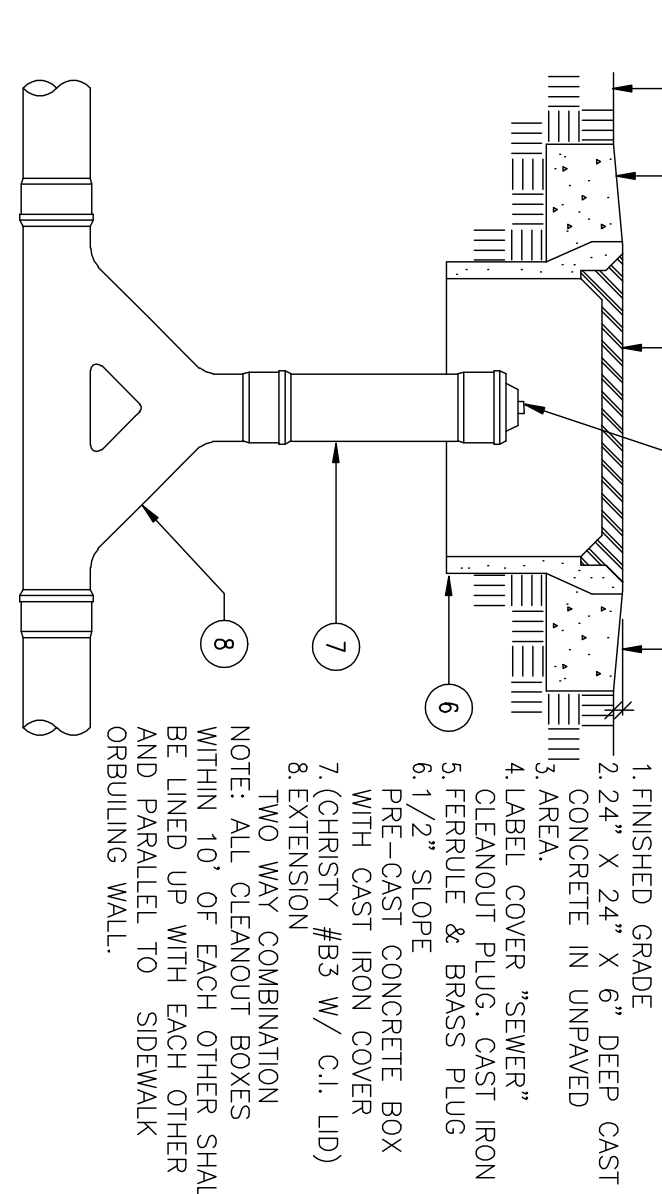 1. FINISHED GRADE
2. 24" X 24" X 6" DEEP CAST
CONCRETE IN UNPAVED
3. AREA.
4. LABEL COVER "SEWER"
CLEANOUT PLUG. CAST IRON
5. FERRULE & BRASS PLUG
6. 1/2" SLOPE
PRE-CAST CONCRETE BOX
WITH CAST IRON COVER
7. (CHRISTY #B3 W/ C.I. LID)
8. EXTENSION
TWO WAY COMBINATION
NOTE: ALL CLEANOUT BOXES
WITHIN 10' OF EACH OTHER SHAL
BE LINED UP WITH EACH OTHER
AND PARALLEL TO SIDEWALK
ORBUILING WALL.
6
7
8